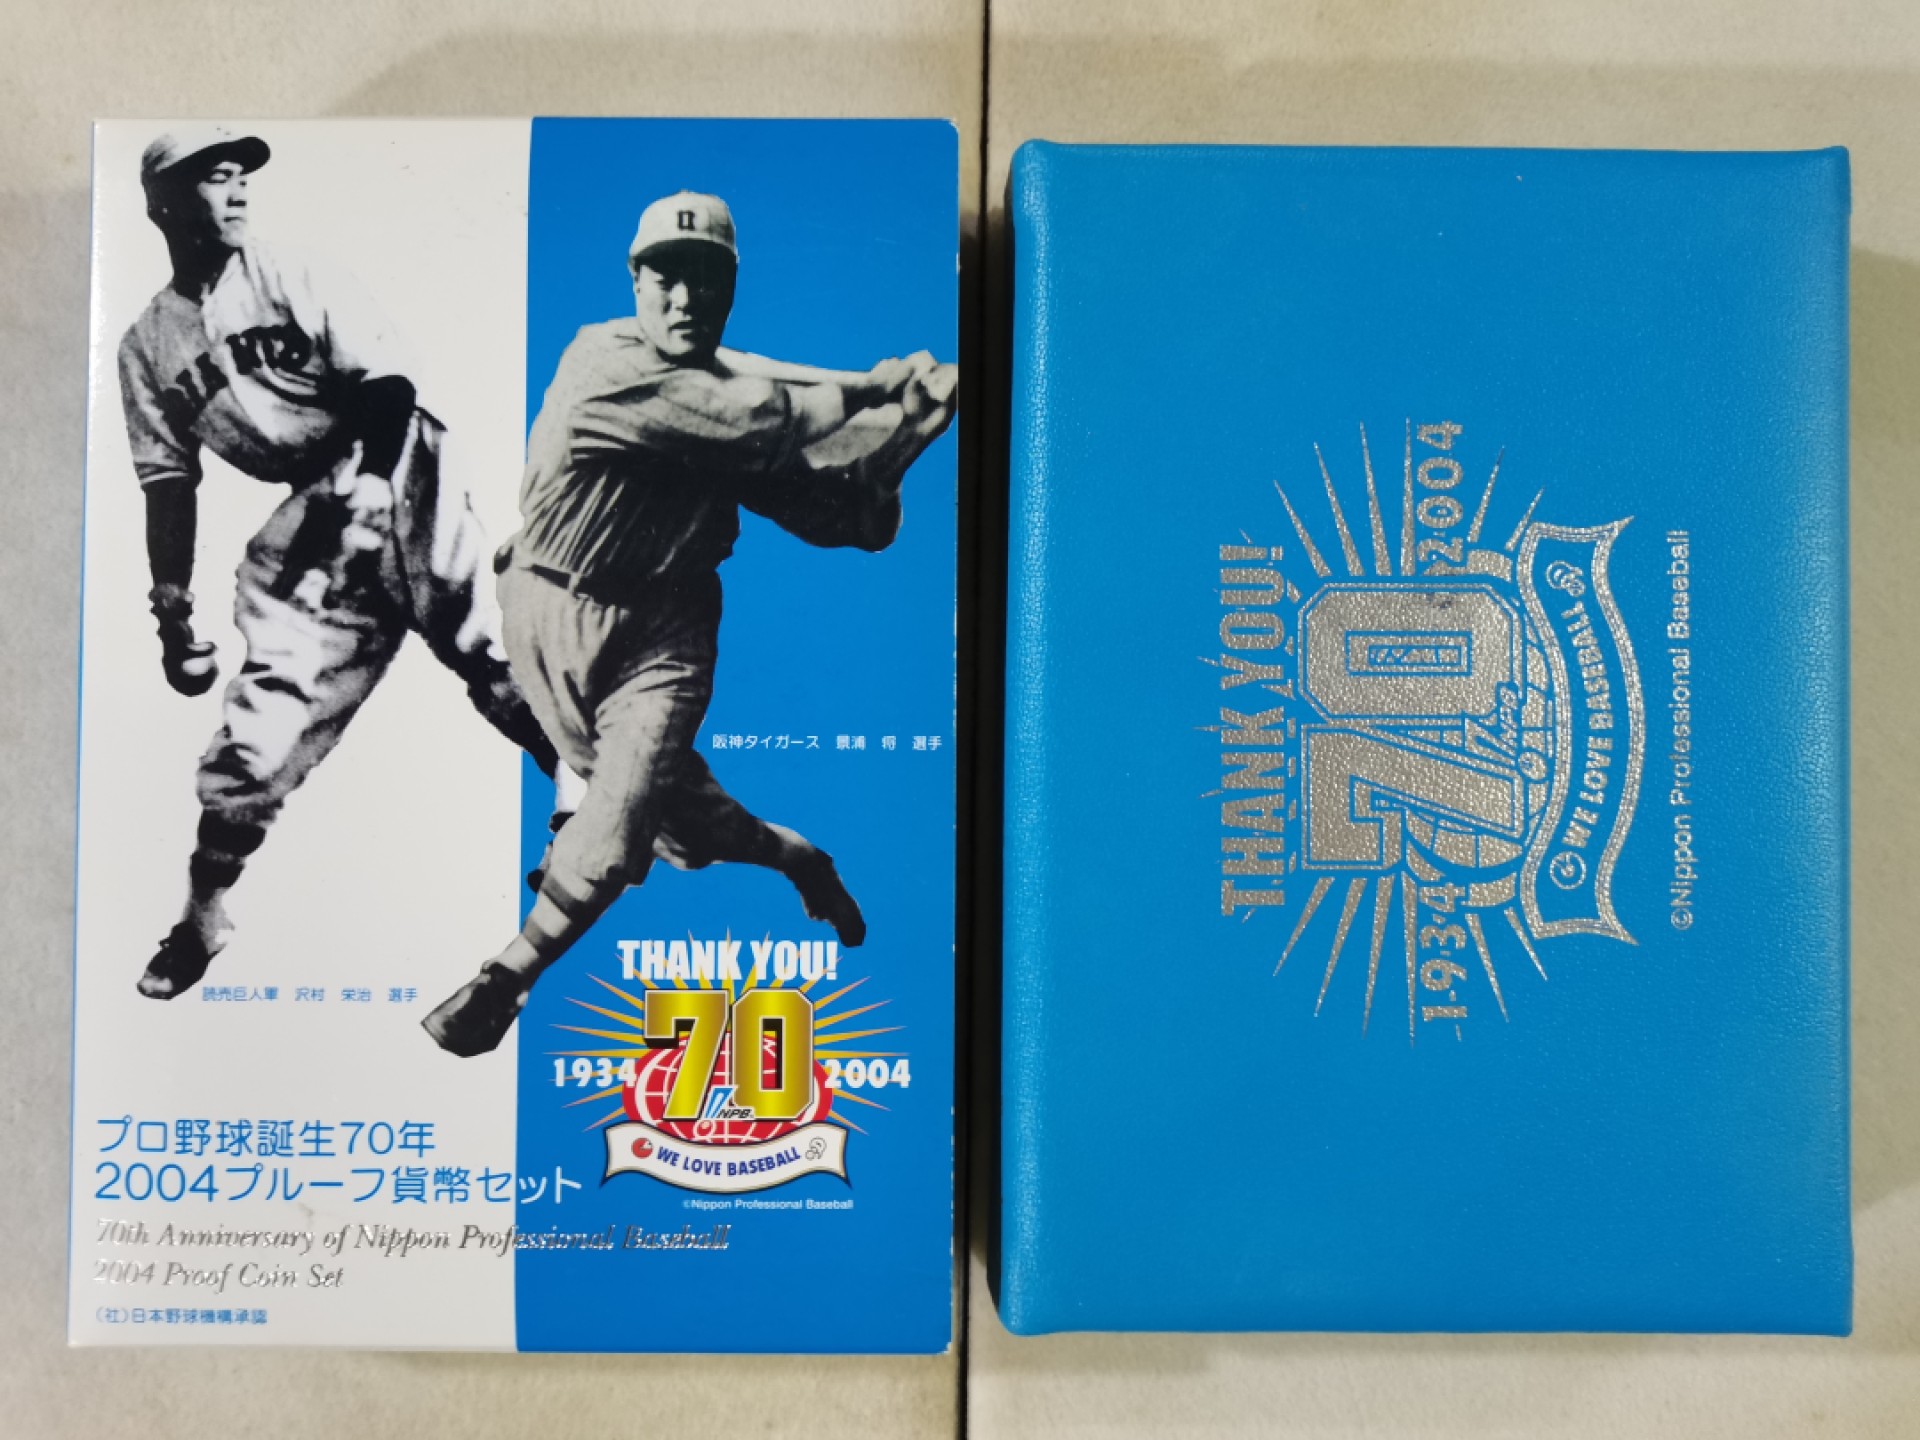 GIANTS
阪神タイガース 景浦 将 選手
読売巨人軍 沢村 栄治 選手
THANK YOU!
70
1934 2004
NPB
WE LOVE BASEBALL
©Nippon Professional Baseball
プロ野球誕生70年
2004プルーフ貨幣セット
70th Anniversary of Nippon Professional Baseball
2004 Proof Coin Set
(社)日本野球機構承認
THANK YOU!
70
1934 2004
NPB
WE LOVE BASEBALL
©Nippon Professional Baseball